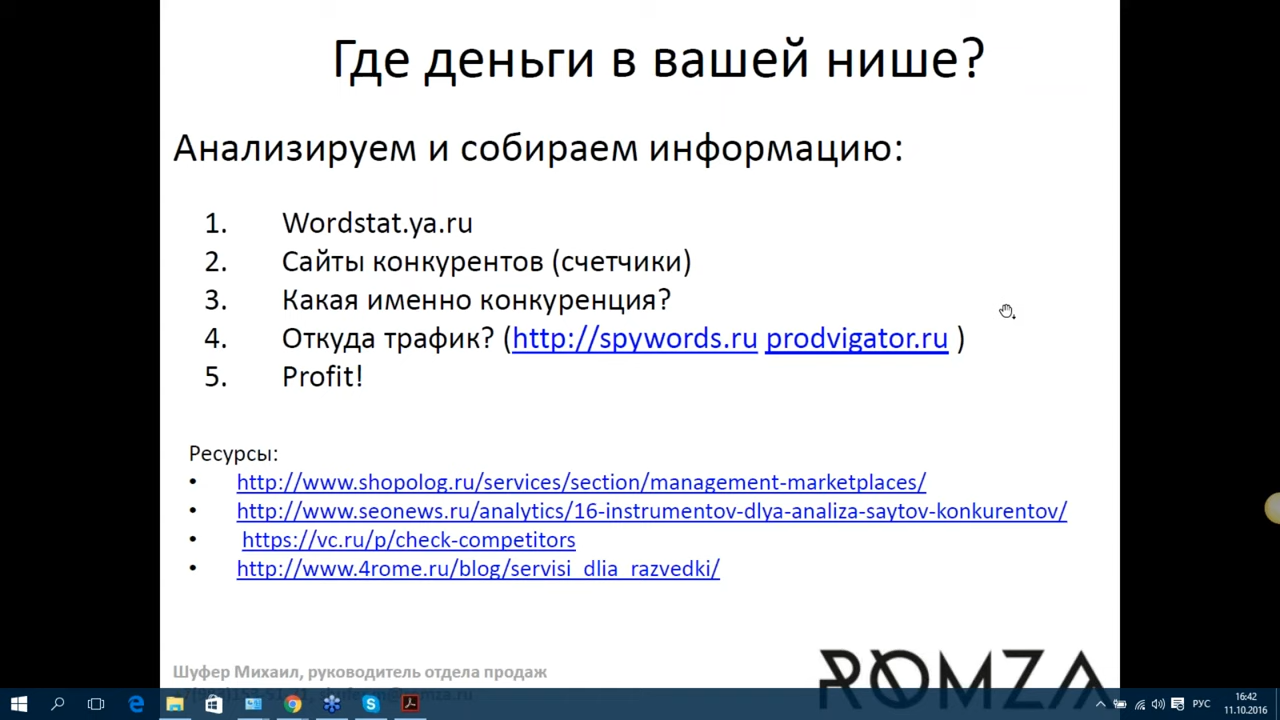 Где деньги в вашей нише?
Анализируем и собираем информацию:
1. Wordstat.ya.ru
2. Сайты конкурентов (счетчики)
3. Какая именно конкуренция?
4. Откуда трафик? (http://spywords.ru prodvigator.ru )
5. Profit!
Ресурсы:
• http://www.shopolog.ru/services/section/management-marketplaces/
• http://www.seonews.ru/analytics/16-instrumentov-dlya-analiza-saytov-konkurentov/
• https://vc.ru/p/check-competitors
• http://www.4rome.ru/blog/servisi_dlia_razvedki/
Шуфер Михаил, руководитель отдела продаж
ROMZA
РУС
16:42
11.10.2016